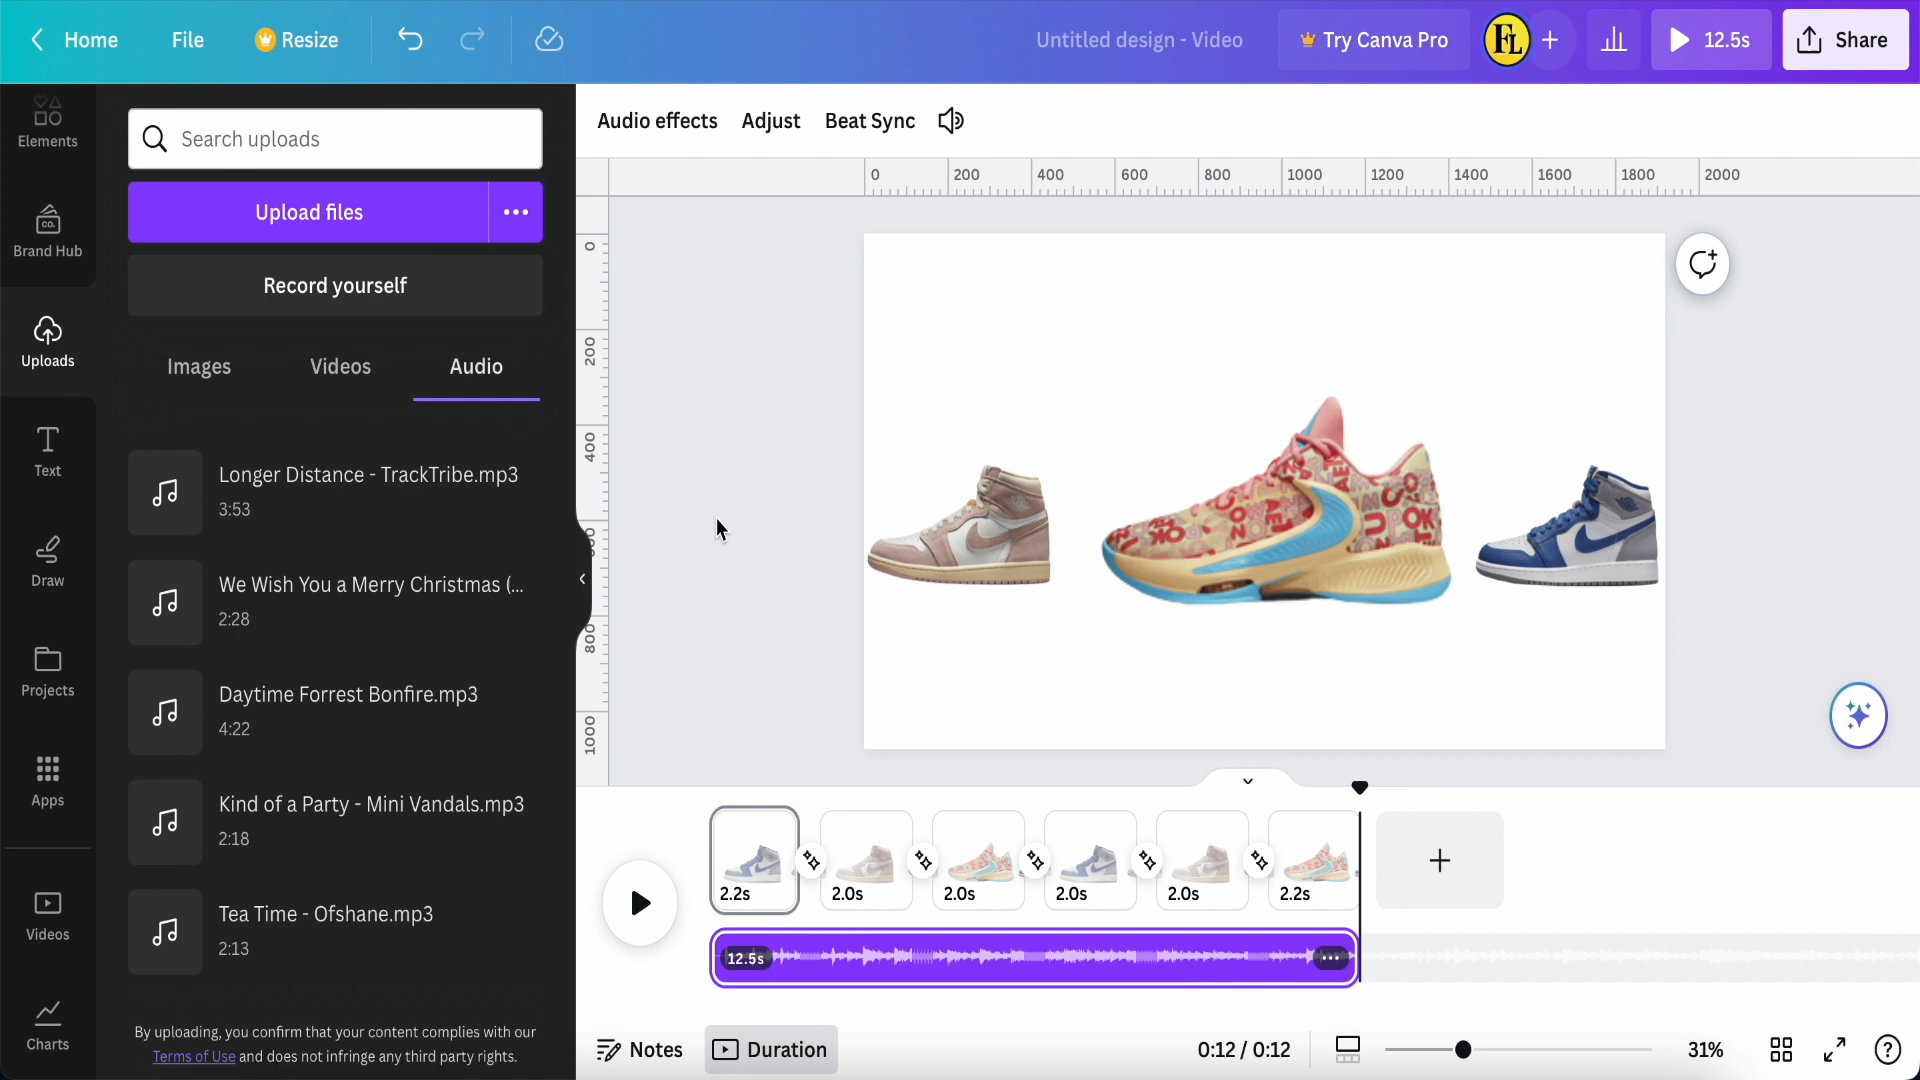 Home
File
Resize
Untitled design - Video
Try Canva Pro
FL
12.5s
Share
Elements
Brand Hub
Uploads
Text
Draw
Projects
Apps
Videos
Charts
Search uploads
Upload files
Record yourself
Images
Videos
Audio
Longer Distance - TrackTribe.mp3
3:53
We Wish You a Merry Christmas (...
2:28
Daytime Forrest Bonfire.mp3
4:22
Kind of a Party - Mini Vandals.mp3
2:18
Tea Time - Ofshane.mp3
2:13
By uploading, you confirm that your content complies with our
Terms of Use and does not infringe any third party rights.
Audio effects
Adjust
Beat Sync
0 200 400 600 800 1000 1200 1400 1600 1800 2000
0
200
400
800
1000
2.2s
2.0s
2.0s
2.0s
2.0s
2.2s
12.5s
Notes
Duration
0:12 / 0:12
31%